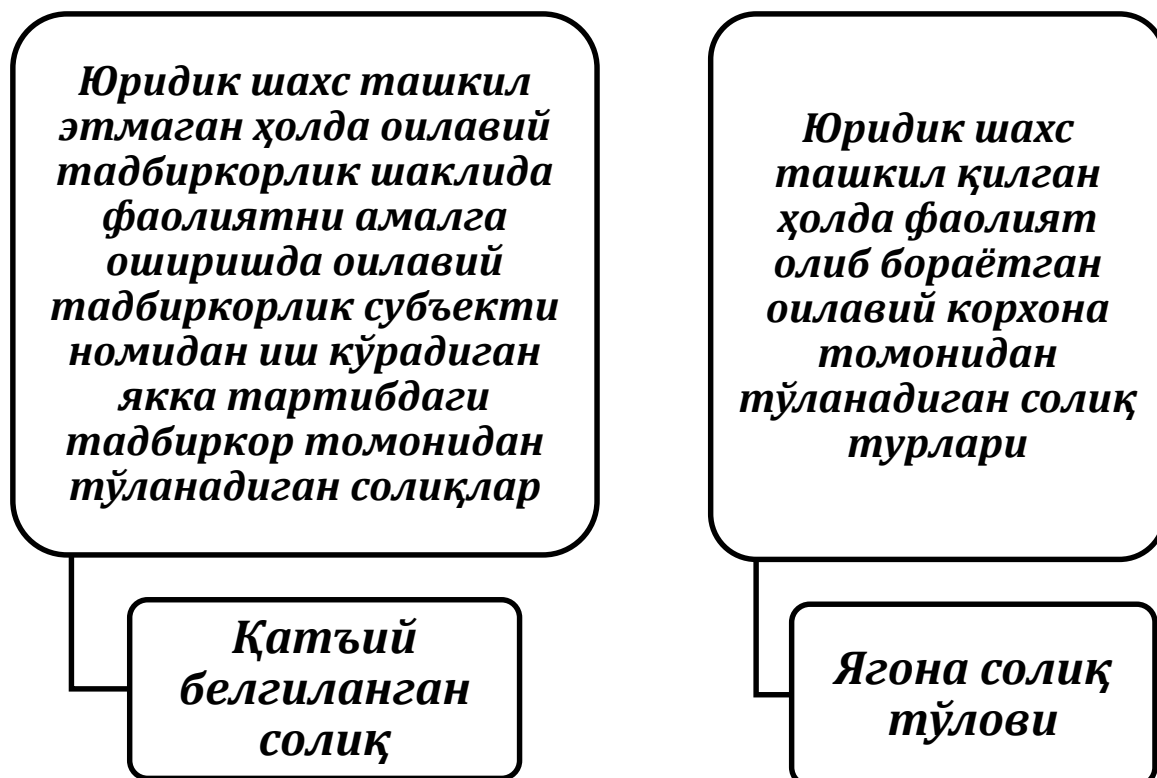 Юридик шахс ташкил
этмаган ҳолда оилавий
тадбиркорлик шаклида
фаолиятни амалга
оширишда оилавий
тадбиркорлик субъекти
номидан иш кўрадиган
якка тартибдаги
тадбиркор томонидан
тўланадиган солиқлар
Қатъий
белгиланган
солиқ
Юридик шахс
ташкил қилган
ҳолда фаолият
олиб бораётган
оилавий корхона
томонидан
тўланадиган солиқ
турлари
Ягона солиқ
тўлови